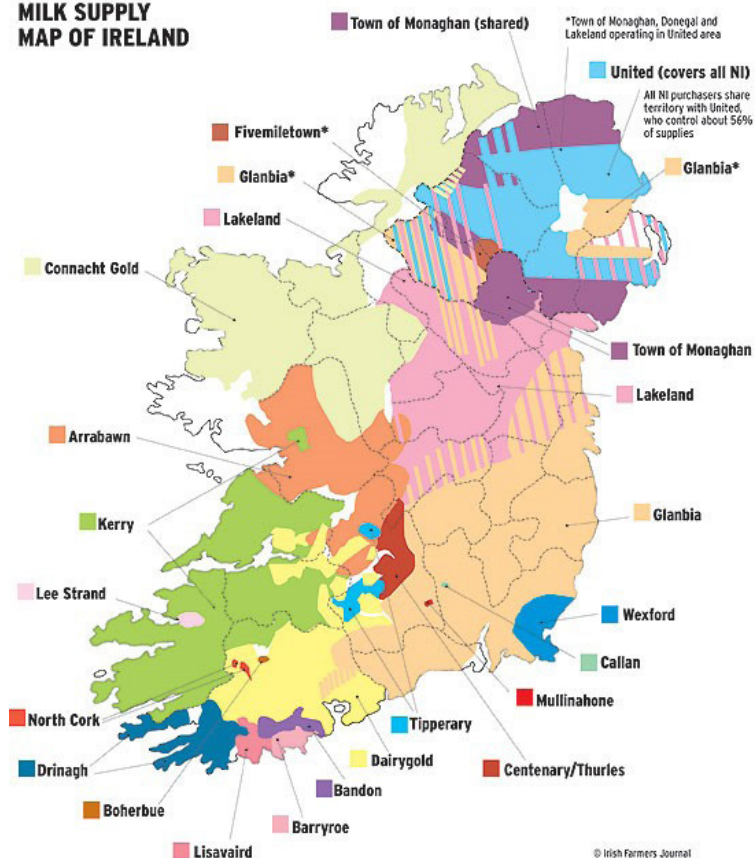 MILK SUPPLY
MAP OF IRELAND
Town of Monaghan (shared)
*Town of Monaghan, Donegal and
Lakeland operating in United area
United (covers all NI)
All NI purchasers share
territory with United,
who control about 56%
of supplies
Fivemiletown*
Glanbia*
Glanbia*
Lakeland
Connacht Gold
Town of Monaghan
Lakeland
Arrabawn
Kerry
Glanbia
Lee Strand
Wexford
Callan
Mullinahone
North Cork
Tipperary
Dairygold
Centenary/Thurles
Drinagh
Bandon
Boherbue
Barryroe
Lisavaird
© Irish Farmers Journal